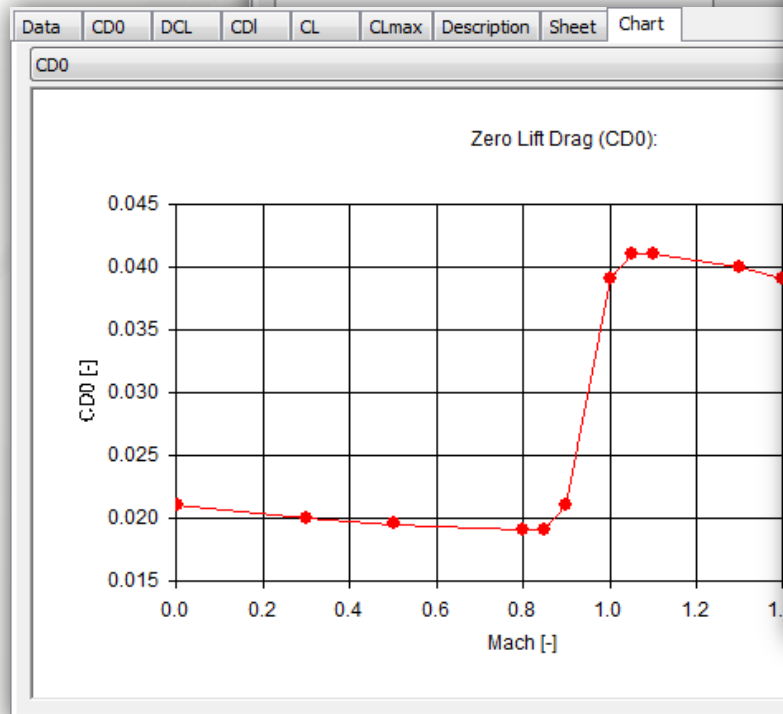 Data CD0 DCL CDl CL CLmax Description Sheet Chart
CD0
Zero Lift Drag (CD0):
0.045
0.040
0.035
0.030
0.025
0.020
0.015
CD0 [-]
0.0 0.2 0.4 0.6 0.8 1.0 1.2 1.
Mach [-]